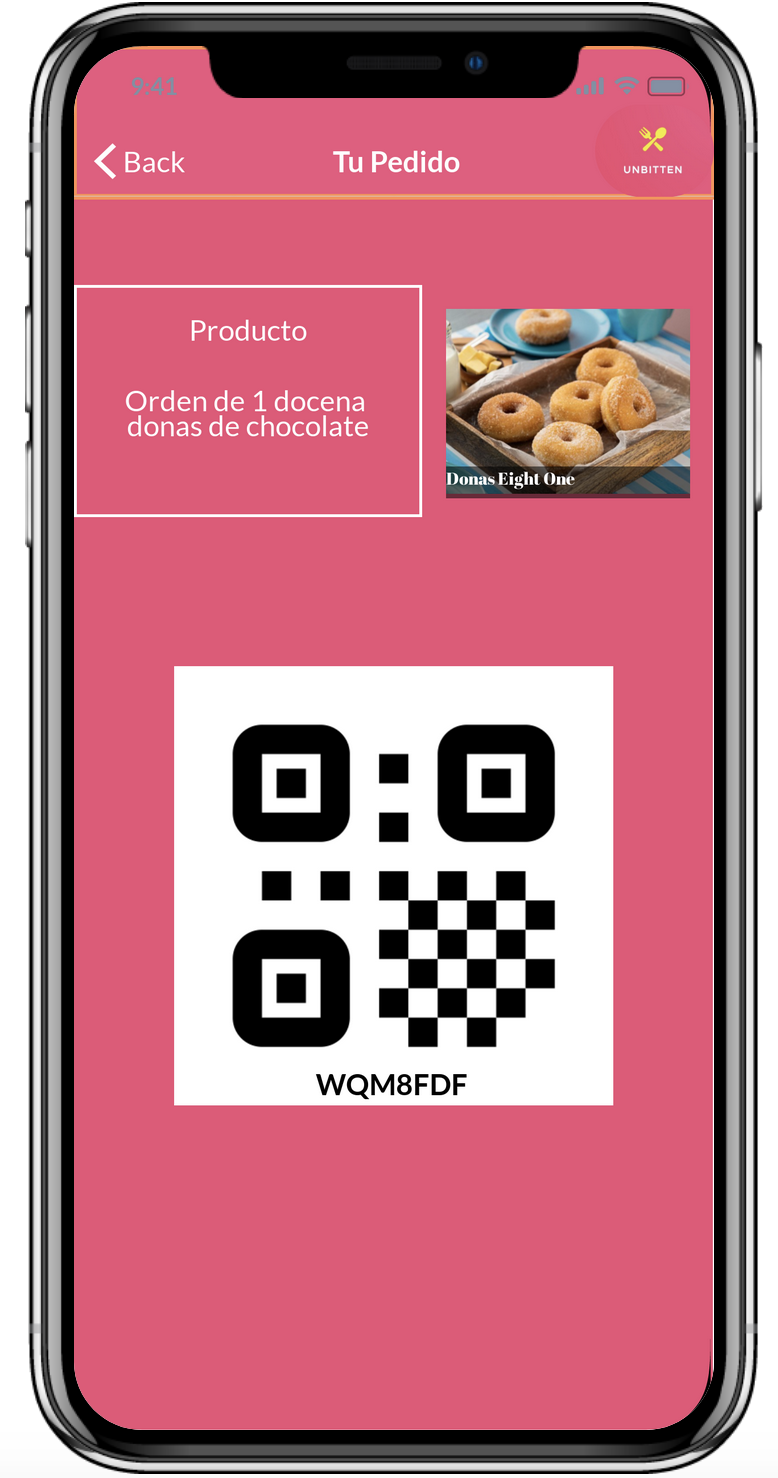 9:41
Back
Tu Pedido
UNBITTEN
Producto
Orden de 1 docena
donas de chocolate
Donas Eight One
WQM8FDF